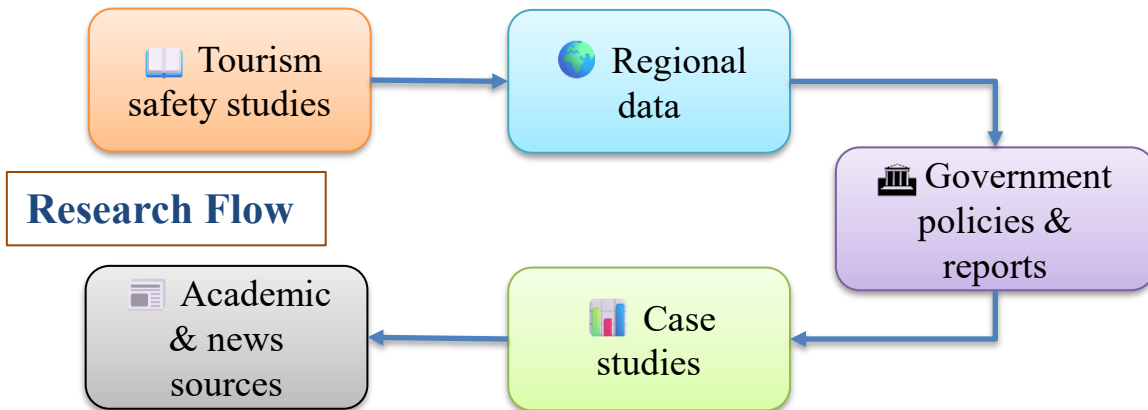 Tourism
safety studies
Regional
data
Government
policies &
reports
Research Flow
Case
studies
Academic
& news
sources